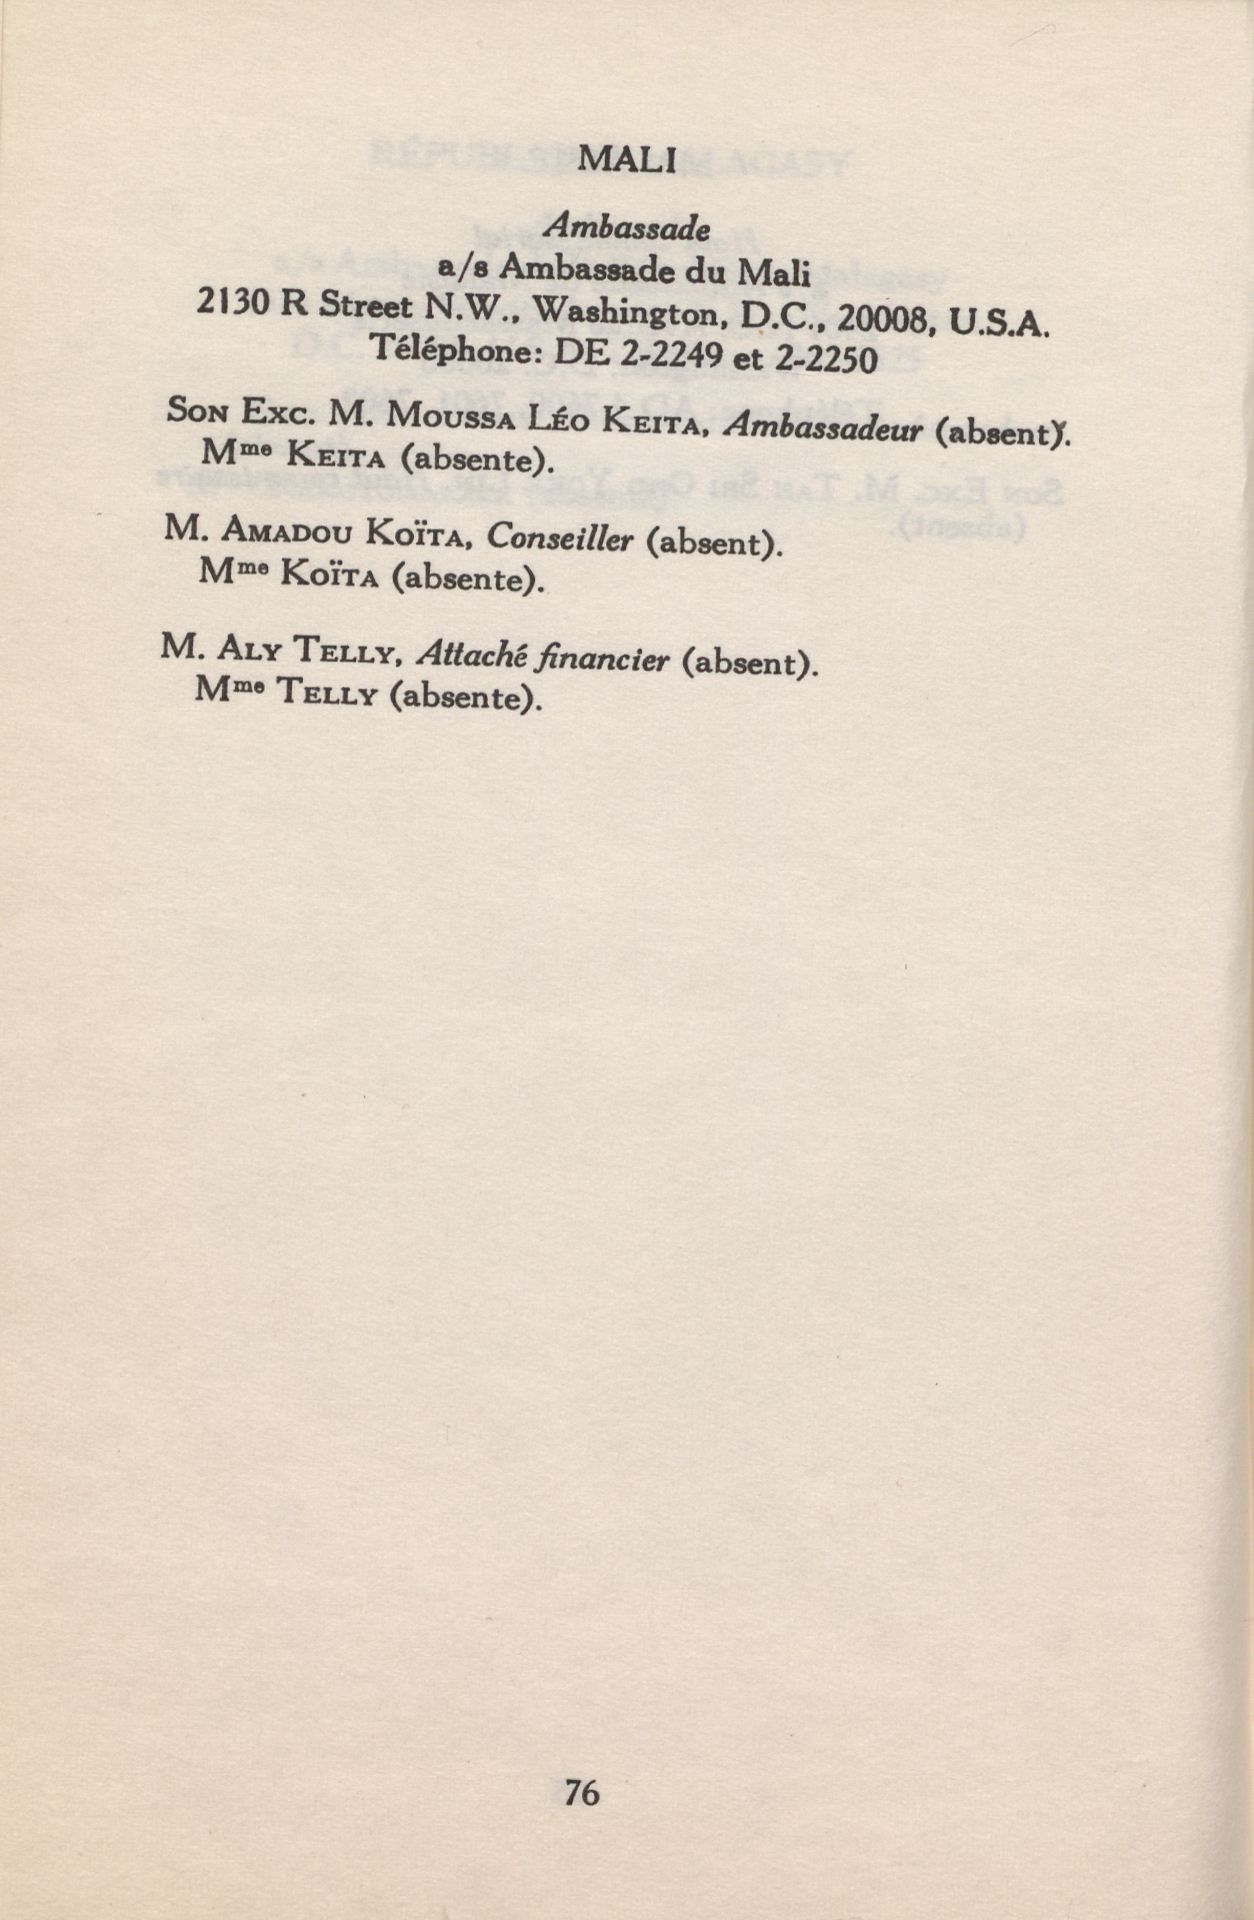 MALI
Ambassade
a/s Ambassade du Mali
2130 R Street N.W., Washington, D.C., 20008, U.S.A.
Téléphone: DE 2-2249 et 2-2250
SON EXC. M. MOUSSA LÉO KEITA, Ambassadeur (absent).
Mme KEITA (absente).
M. AMADOU KOÏTA, Conseiller (absent).
Mme KOÏTA (absente).
M. ALY TELLY, Attaché financier (absent).
Mme TELLY (absente).
76